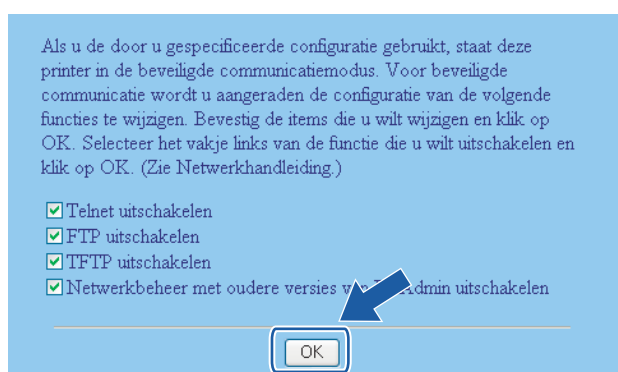 Als u de door u gespecificeerde configuratie gebruikt, staat deze
printer in de beveiligde communicatiemodus. Voor beveiligde
communicatie wordt u aangeraden de configuratie van de volgende
functies te wijzigen. Bevestig de items die u wilt wijzigen en klik op
OK. Selecteer het vakje links van de functie die u wilt uitschakelen en
klik op OK. (Zie Netwerkhandleiding.)
Telnet uitschakelen
FTP uitschakelen
TFTP uitschakelen
Netwerkbeheer met oudere versies uitschakelen
OK